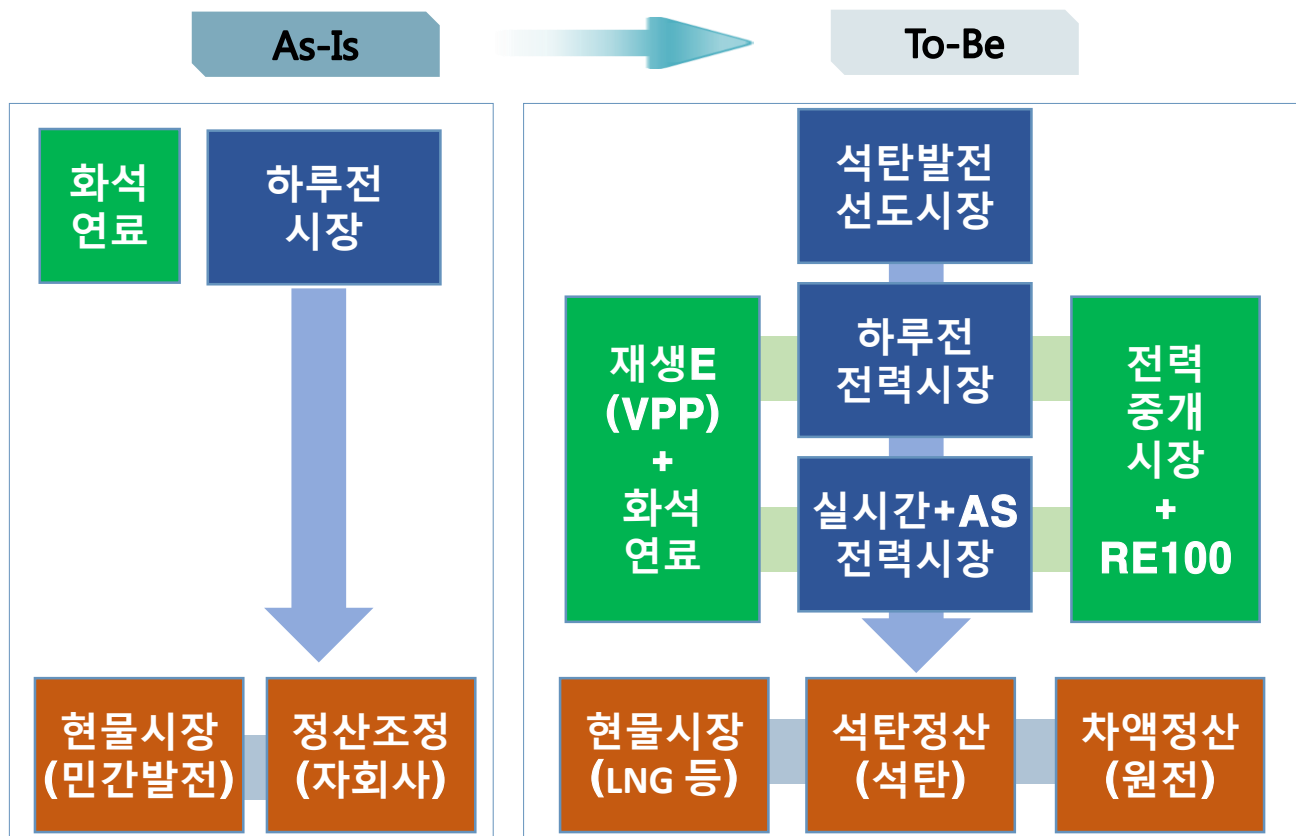 As-Is
To-Be
화석
연료
하루전
시장
현물시장
(민간발전)
정산조정
(자회사)
석탄발전
선도시장
재생E
(VPP)
+
화석
연료
하루전
전력시장
실시간+AS
전력시장
전력
중개
시장
+
RE100
현물시장
(LNG 등)
석탄정산
(석탄)
차액정산
(원전)